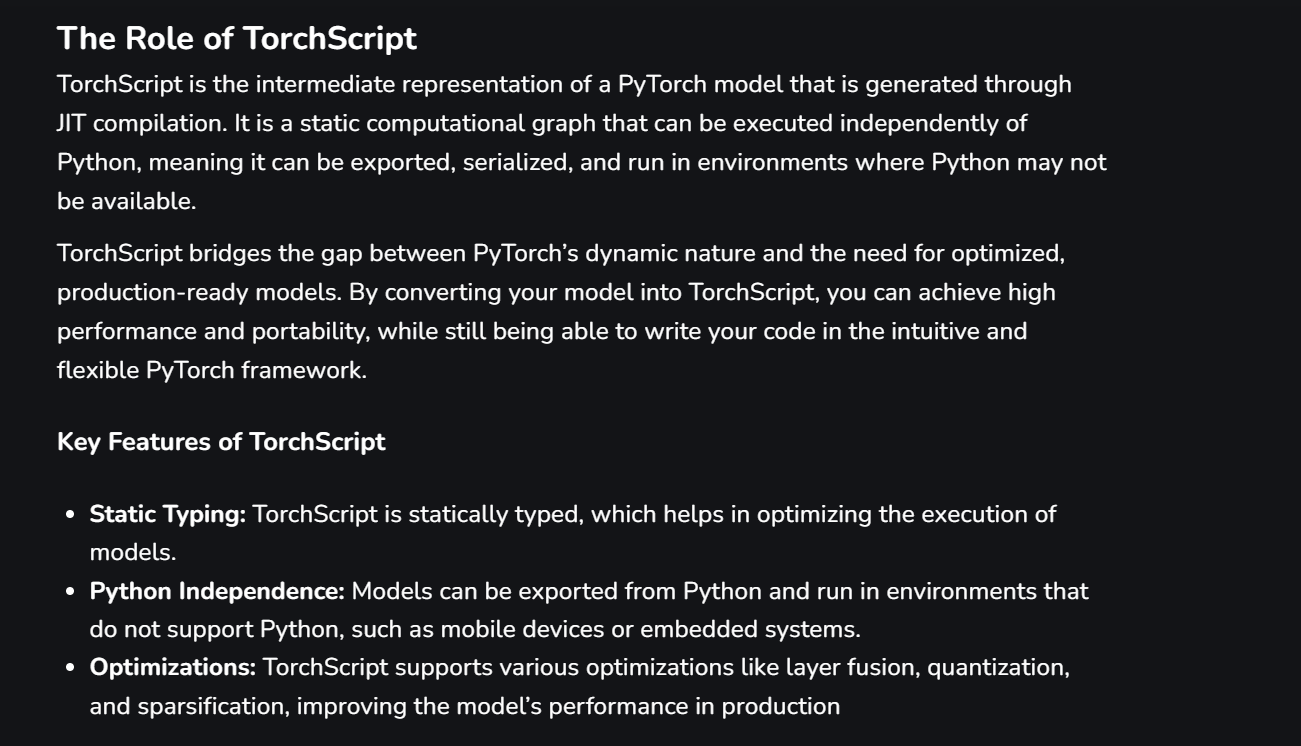 The Role of TorchScript
TorchScript is the intermediate representation of a PyTorch model that is generated through
JIT compilation. It is a static computational graph that can be executed independently of
Python, meaning it can be exported, serialized, and run in environments where Python may not
be available.
TorchScript bridges the gap between PyTorch’s dynamic nature and the need for optimized,
production-ready models. By converting your model into TorchScript, you can achieve high
performance and portability, while still being able to write your code in the intuitive and
flexible PyTorch framework.
Key Features of TorchScript
• Static Typing: TorchScript is statically typed, which helps in optimizing the execution of
models.
• Python Independence: Models can be exported from Python and run in environments that
do not support Python, such as mobile devices or embedded systems.
• Optimizations: TorchScript supports various optimizations like layer fusion, quantization,
and sparsification, improving the model’s performance in production